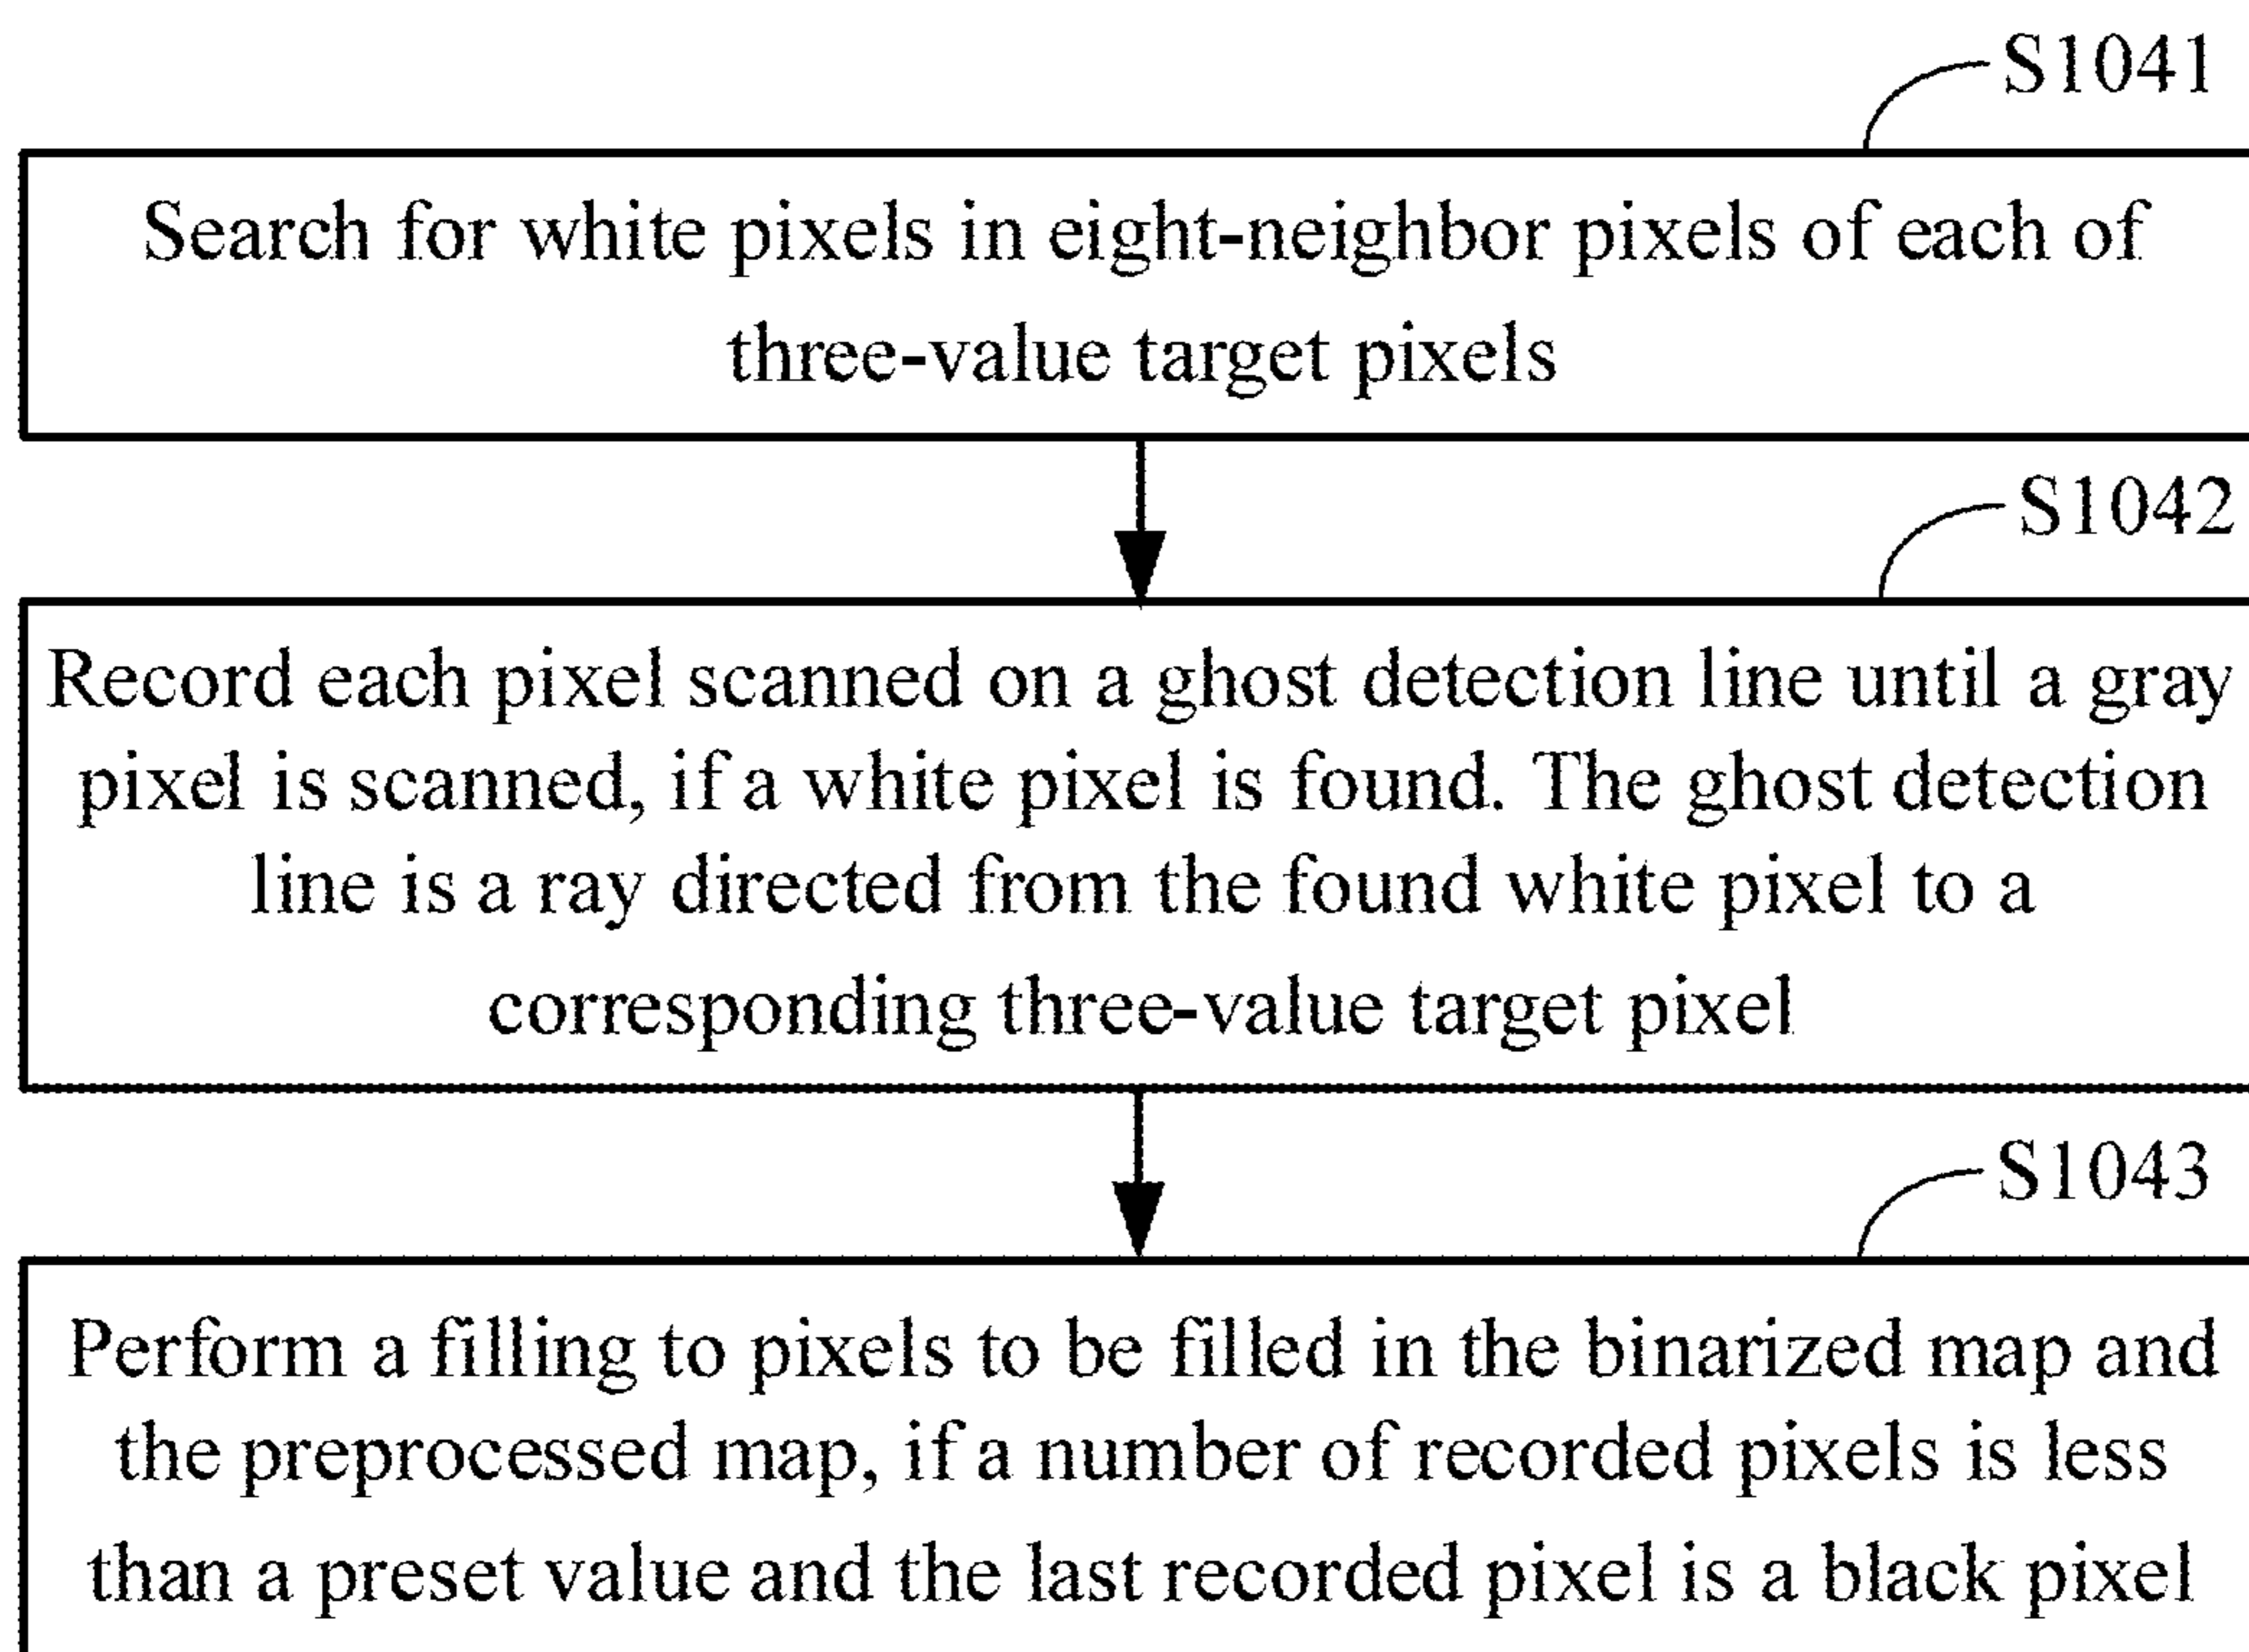 S1041
Search for white pixels in eight-neighbor pixels of each of
three-value target pixels
S1042
Record each pixel scanned on a ghost detection line until a gray
pixel is scanned, if a white pixel is found. The ghost detection
line is a ray directed from the found white pixel to a
corresponding three-value target pixel
S1043
Perform a filling to pixels to be filled in the binarized map and
the preprocessed map, if a number of recorded pixels is less
than a preset value and the last recorded pixel is a black pixel